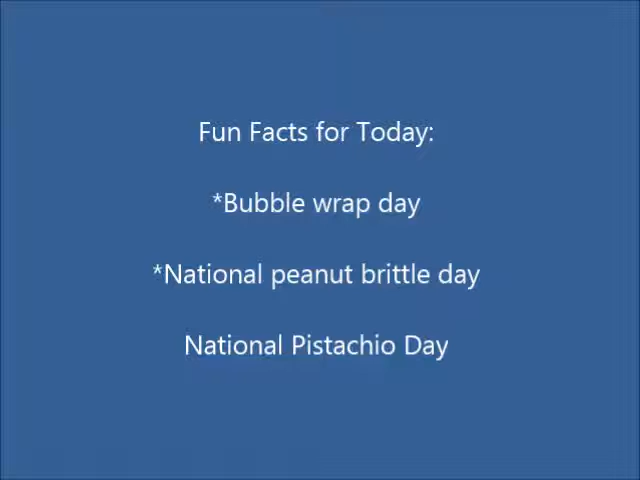 Fun Facts for Today:
*Bubble wrap day
*National peanut brittle day
National Pistachio Day